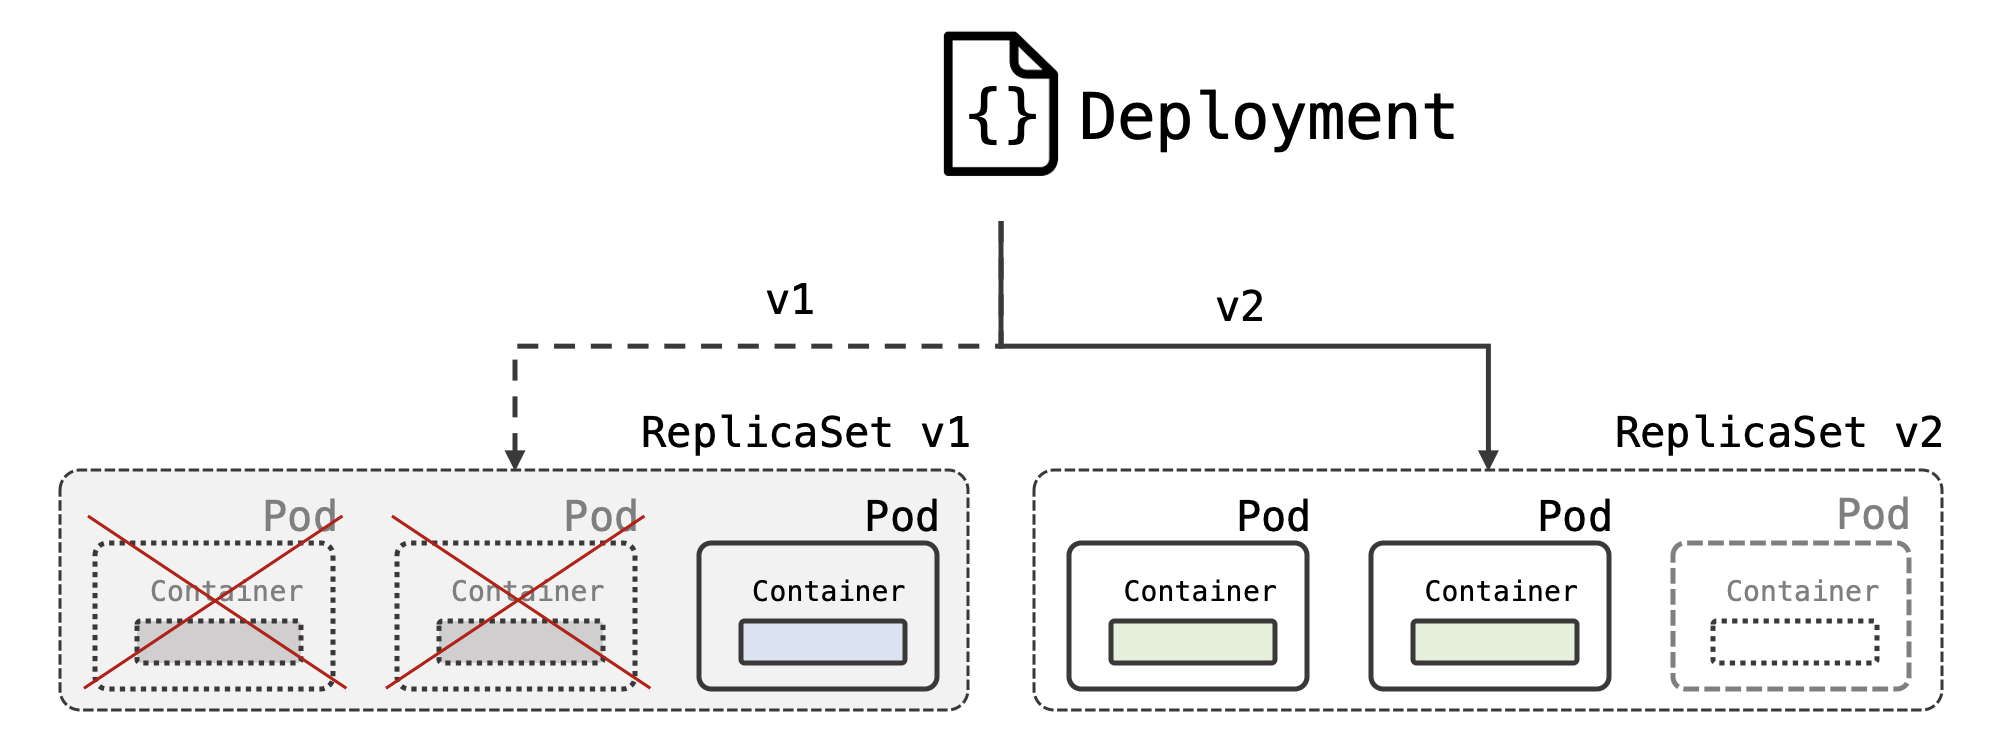 {}
Deployment
v1
v2
ReplicaSet v1
ReplicaSet v2
Pod
Pod
Pod
Pod
Pod
Pod
Container
Container
Container
Container
Container
Container